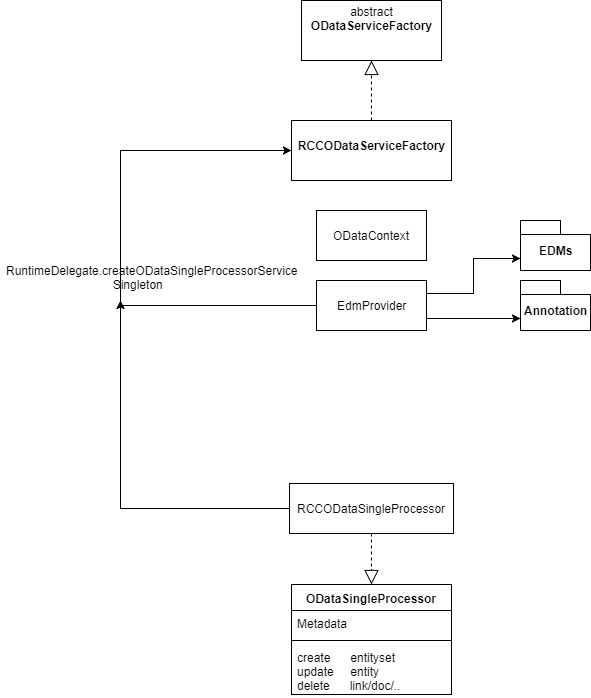 abstract
ODataServiceFactory
RCCODataServiceFactory
ODataContext
EDMs
RuntimeDelegate.createODataSingleProcessorService
Singleton
EdmProvider
Annotation
RCCODataSingleProcessor
ODataSingleProcessor
Metadata
create entityset
update entity
delete link/doc/..